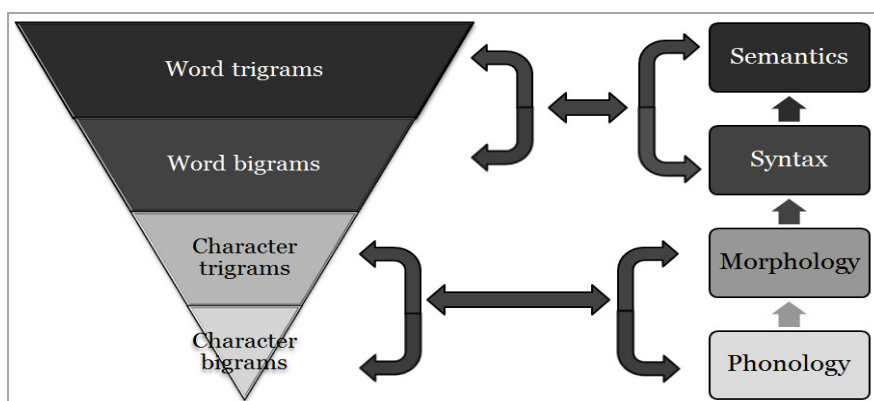 Word trigrams
Word bigrams
Character
trigrams
Character
bigrams
Semantics
Syntax
Morphology
Phonology